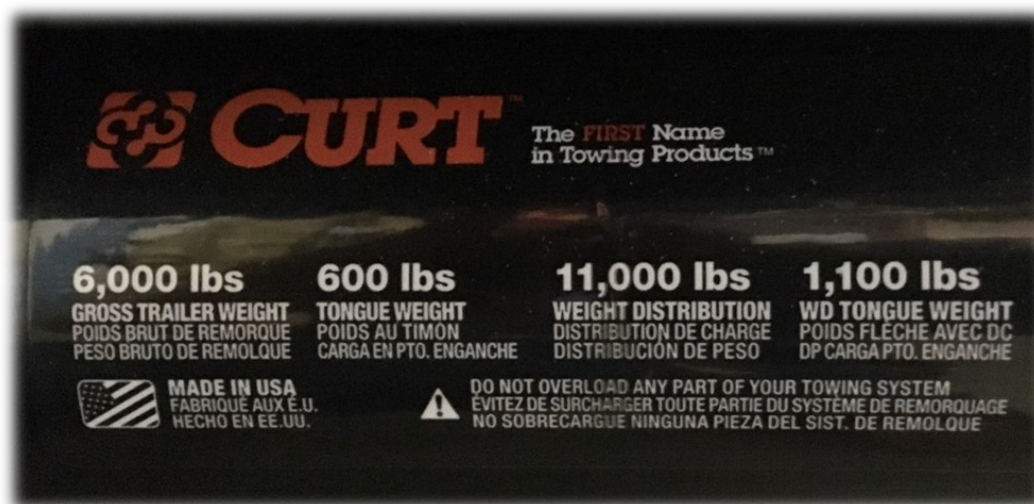 CURT™
The FIRST Name
in Towing Products™
6,000 lbs
GROSS TRAILER WEIGHT
POIDS BRUT DE REMORQUE
PESO BRUTO DE REMOLQUE
600 lbs
TONGUE WEIGHT
POIDS AU TIMON
CARGA EN PTO. ENGANCHE
11,000 lbs
WEIGHT DISTRIBUTION
DISTRIBUTION DE CHARGE
DISTRIBUCIÓN DE PESO
1,100 lbs
WD TONGUE WEIGHT
POIDS FLÈCHE AVEC DC
DP CARGA PTO. ENGANCHE
MADE IN USA
FABRIQUÉ AUX É.U.
HECHO EN EE.UU.
DO NOT OVERLOAD ANY PART OF YOUR TOWING SYSTEM
ÉVITEZ DE SURCHARGER TOUTE PARTIE DU SYSTÈME DE REMORQUAGE
NO SOBRECARGUE NINGUNA PIEZA DEL SIST. DE REMOLQUE